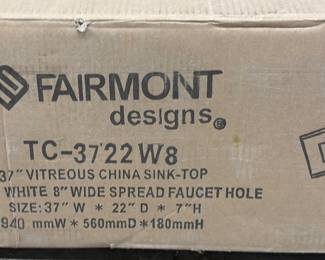 FAIRMONT
designs®
TC-3722W8
37" VITREOUS CHINA SINK-TOP
WHITE 8" WIDE SPREAD FAUCET HOLE
SIZE: 37" W * 22" D * 7"H
940 mmW * 560mmD * 180mmH